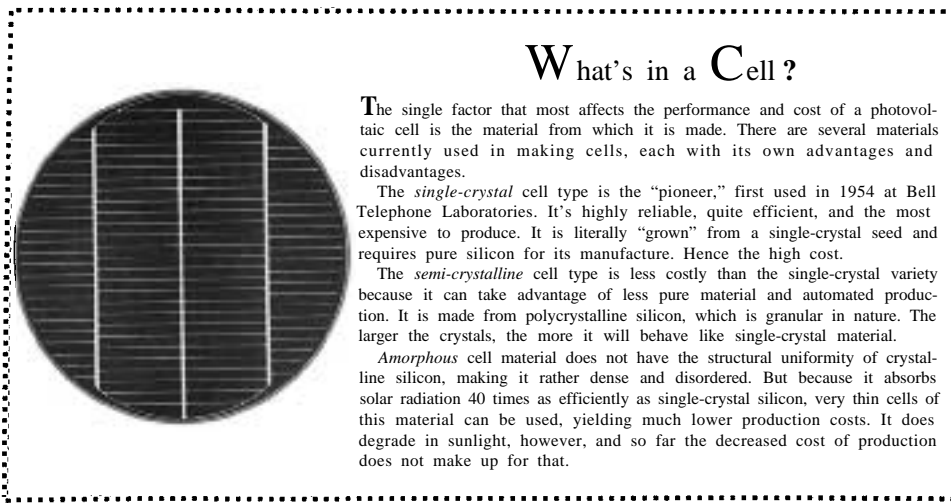 What's in a Cell ?
The single factor that most affects the performance and cost of a photovol-
taic cell is the material from which it is made. There are several materials
currently used in making cells, each with its own advantages and
disadvantages.
The single-crystal cell type is the “pioneer,” first used in 1954 at Bell
Telephone Laboratories. It's highly reliable, quite efficient, and the most
expensive to produce. It is literally “grown” from a single-crystal seed and
requires pure silicon for its manufacture. Hence the high cost.
The semi-crystalline cell type is less costly than the single-crystal variety
because it can take advantage of less pure material and automated produc-
tion. It is made from polycrystalline silicon, which is granular in nature. The
larger the crystals, the more it will behave like single-crystal material.
Amorphous cell material does not have the structural uniformity of crystal-
line silicon, making it rather dense and disordered. But because it absorbs
solar radiation 40 times as efficiently as single-crystal silicon, very thin cells of
this material can be used, yielding much lower production costs. It does
degrade in sunlight, however, and so far the decreased cost of production
does not make up for that.